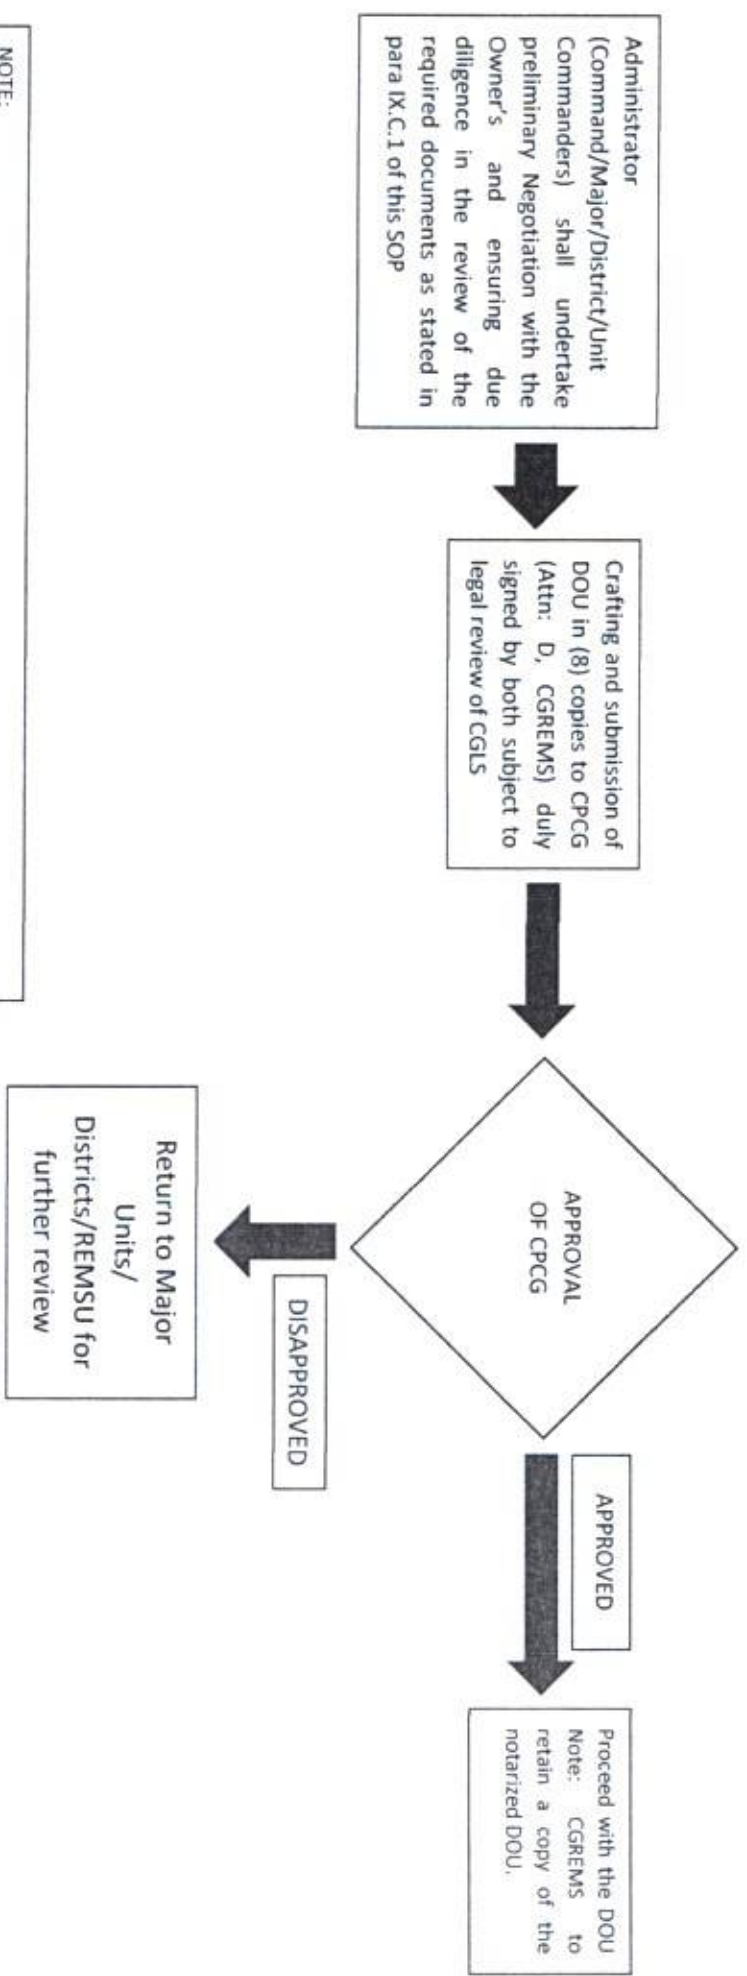 Administrator
(Command/Major/District/Unit
Commanders) shall undertake
preliminary Negotiation with the
Owner's and ensuring due
diligence in the review of the
required documents as stated in
para IX.C.1 of this SOP
Crafting and submission of
DOU in (8) copies to CPCG
(Attn: D, CGREMS) duly
signed by both subject to
legal review of CGLS
APPROVAL
OF CPCG
APPROVED
Proceed with the DOU
Note: CGREMS to
retain a copy of the
notarized DOU.
DISAPPROVED
Return to Major
Units/
Districts/REMSU for
further review
NOTE: